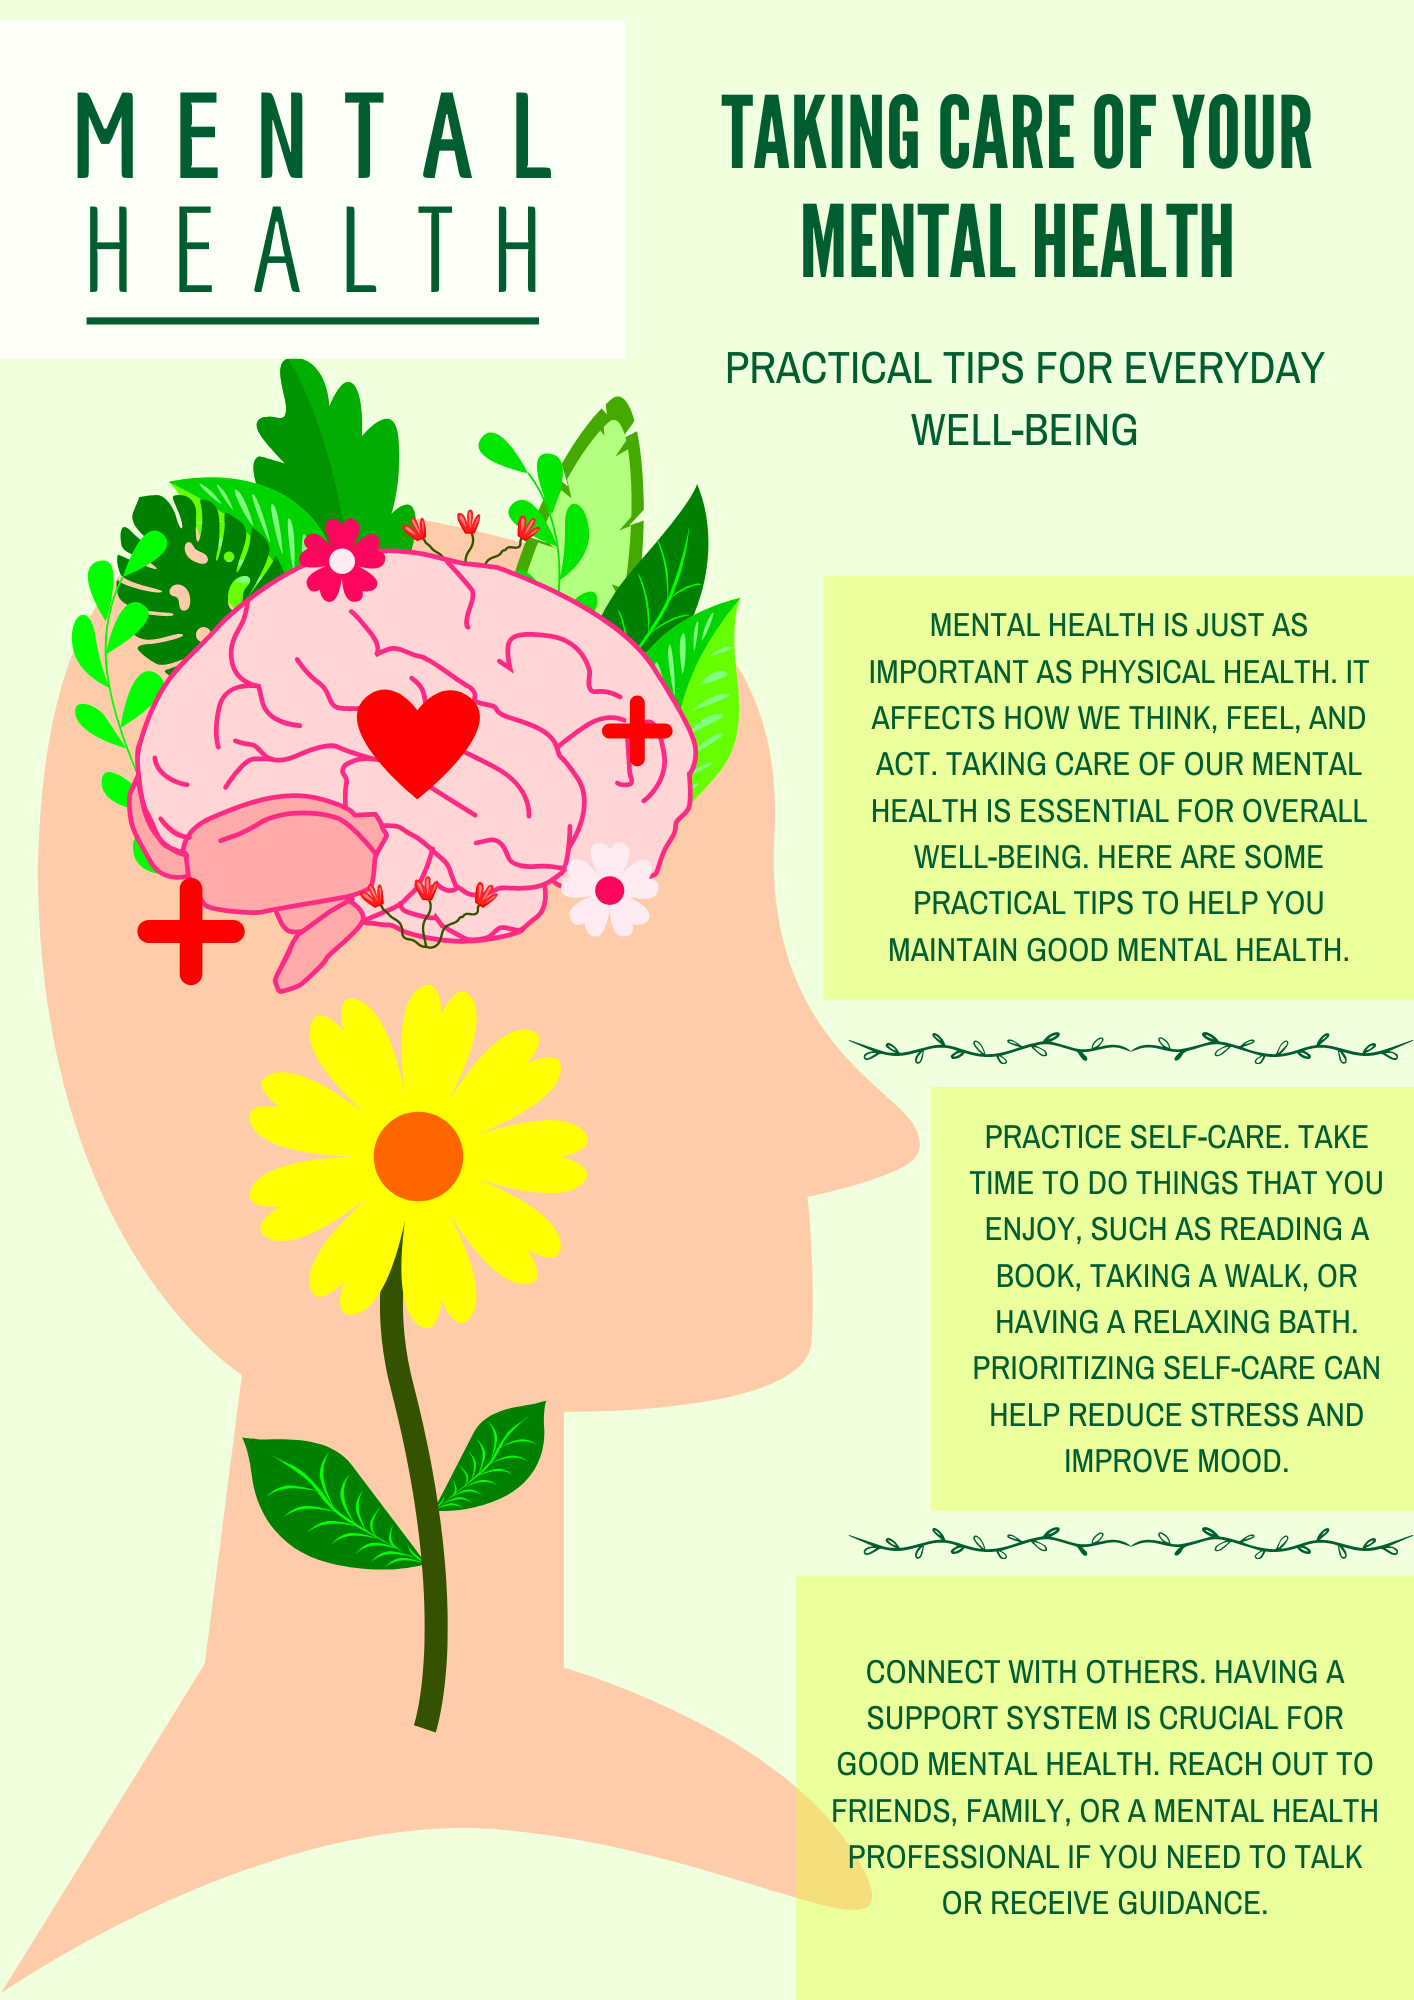 MENTAL
HEALTH
TAKING CARE OF YOUR
MENTAL HEALTH
PRACTICAL TIPS FOR EVERYDAY
WELL-BEING
MENTAL HEALTH IS JUST AS
IMPORTANT AS PHYSICAL HEALTH. IT
AFFECTS HOW WE THINK, FEEL, AND
ACT. TAKING CARE OF OUR MENTAL
HEALTH IS ESSENTIAL FOR OVERALL
WELL-BEING. HERE ARE SOME
PRACTICAL TIPS TO HELP YOU
MAINTAIN GOOD MENTAL HEALTH.
PRACTICE SELF-CARE. TAKE
TIME TO DO THINGS THAT YOU
ENJOY, SUCH AS READING A
BOOK, TAKING A WALK, OR
HAVING A RELAXING BATH.
PRIORITIZING SELF-CARE CAN
HELP REDUCE STRESS AND
IMPROVE MOOD.
CONNECT WITH OTHERS. HAVING A
SUPPORT SYSTEM IS CRUCIAL FOR
GOOD MENTAL HEALTH. REACH OUT TO
FRIENDS, FAMILY, OR A MENTAL HEALTH
PROFESSIONAL IF YOU NEED TO TALK
OR RECEIVE GUIDANCE.